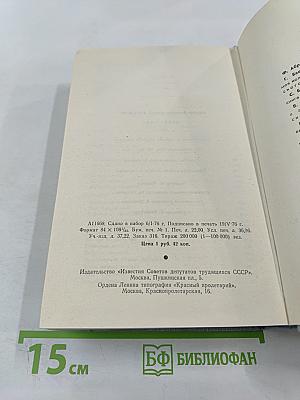 А11608. Сдано в набор 6/I-76 г. Подписано в печать 19/V-76 г.
Формат 84 × 108¹/₃₂. Бум. тип. № 1. Печ. л. 22,00. Усл. печ. л. 36,96.
Уч.-изд. л. 37,22. Заказ 316. Тираж 200 000 (1—100 000) экз.
Цена 1 руб. 42 коп.
Издательство «Известия Советов депутатов трудящихся СССР».
Москва, Пушкинская пл., 5.
Ордена Ленина типография «Красный пролетарий»,
Москва, Краснопролетарская, 16.
15 см
БФ БИБЛИОФАН